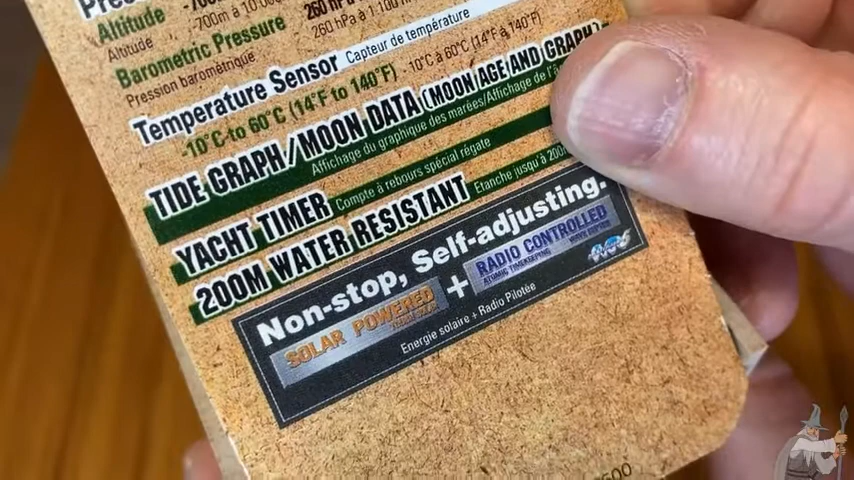 Altitude
Altitude -700m à 10
Barometric Pressure 260 hPa
Pression barométrique 260 hPa à 1.100
Temperature Sensor Capteur de température
-10°C to 60°C (14°F to 140°F) -10°C à 60°C (14°F à 140°F)
TIDE GRAPH/MOON DATA (MOON AGE AND GRAPH)
Affichage du graphique des marées/Affichage de
YACHT TIMER Compte à rebours spécial régate
200M WATER RESISTANT Etanche jusqu'à 200
Non-stop, Self-adjusting.
SOLAR POWERED + RADIO CONTROLLED
ATOMIC TIMEKEEPING
Energie solaire + Radio Pilotée